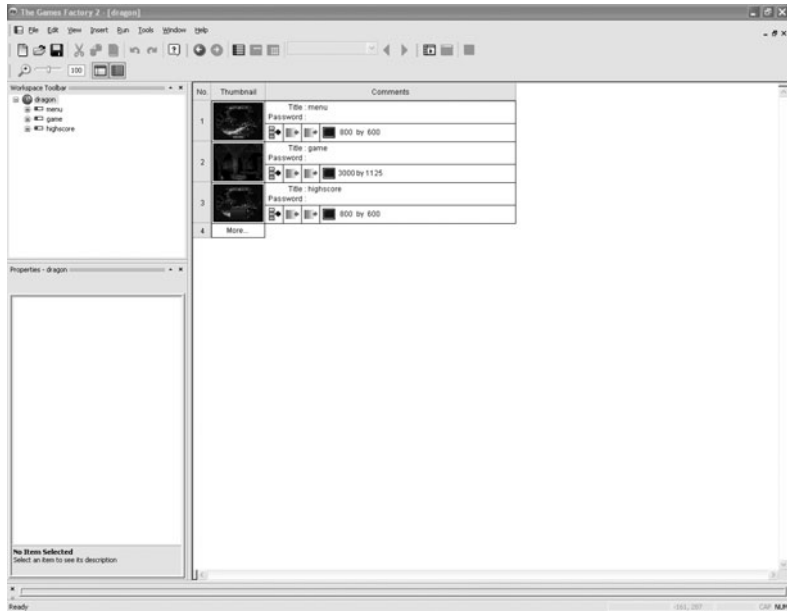 The Games Factory 2 - [dragon]
File Edit View Insert Run Tools Window Help
100
Workspace Toolbar
dragon
menu
game
highscore
Properties - dragon
No Item Selected
Select an item to see its description
No. Thumbnail Comments
1 Title : menu
Password :
800 by 600
2 Title : game
Password :
3000 by 1125
3 Title : highscore
Password :
800 by 600
4 More...
Ready CAP NUM